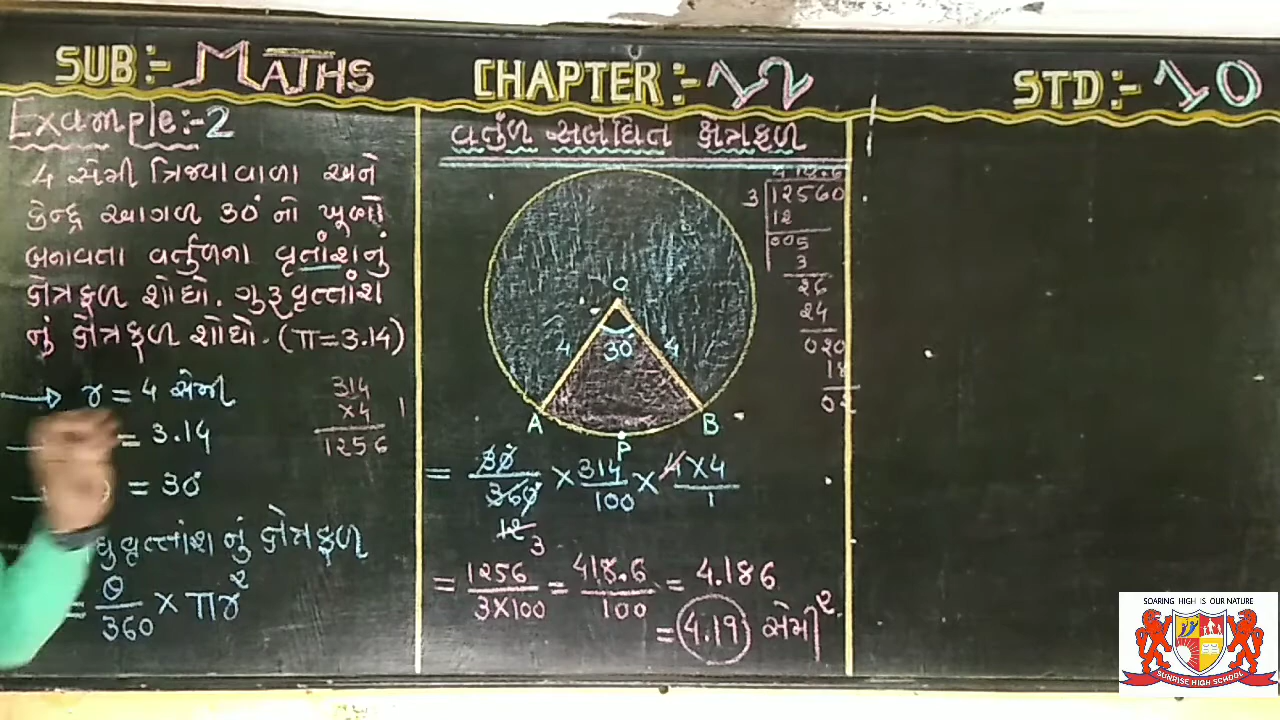 SUB:- MATHS
CHAPTER:- 12
STD:- 10
Example:-2
4 સેમી ત્રિજ્યાવાળા અને
કેન્દ્ર આગળ 30° નો ખૂણો
બનાવતા વર્તુળના વૃતાંશનું
ક્ષેત્રફળ શોધો. ગુરૂવૃત્તાંશ
નું ક્ષેત્રફળ શોધો. (π=3.14)
r = 4 સેમી
= 3.14
= 30°
ઘુવૃત્તાંશ નું ક્ષેત્રફળ
= θ/360 × πr²
314
×4
1256
વર્તુળ સબંધિત ક્ષેત્રફળ
O
4 30° 4
A B
P
= 30/360 × 314/100 × 4×4/1
12 3
= 1256/3×100 = 418.6/100 = 4.186
= 4.19 સેમી²
418.6
3 12560
12
005
3
26
24
020
18
02
SOARING HIGH IS OUR NATURE
SUNRISE HIGH SCHOOL